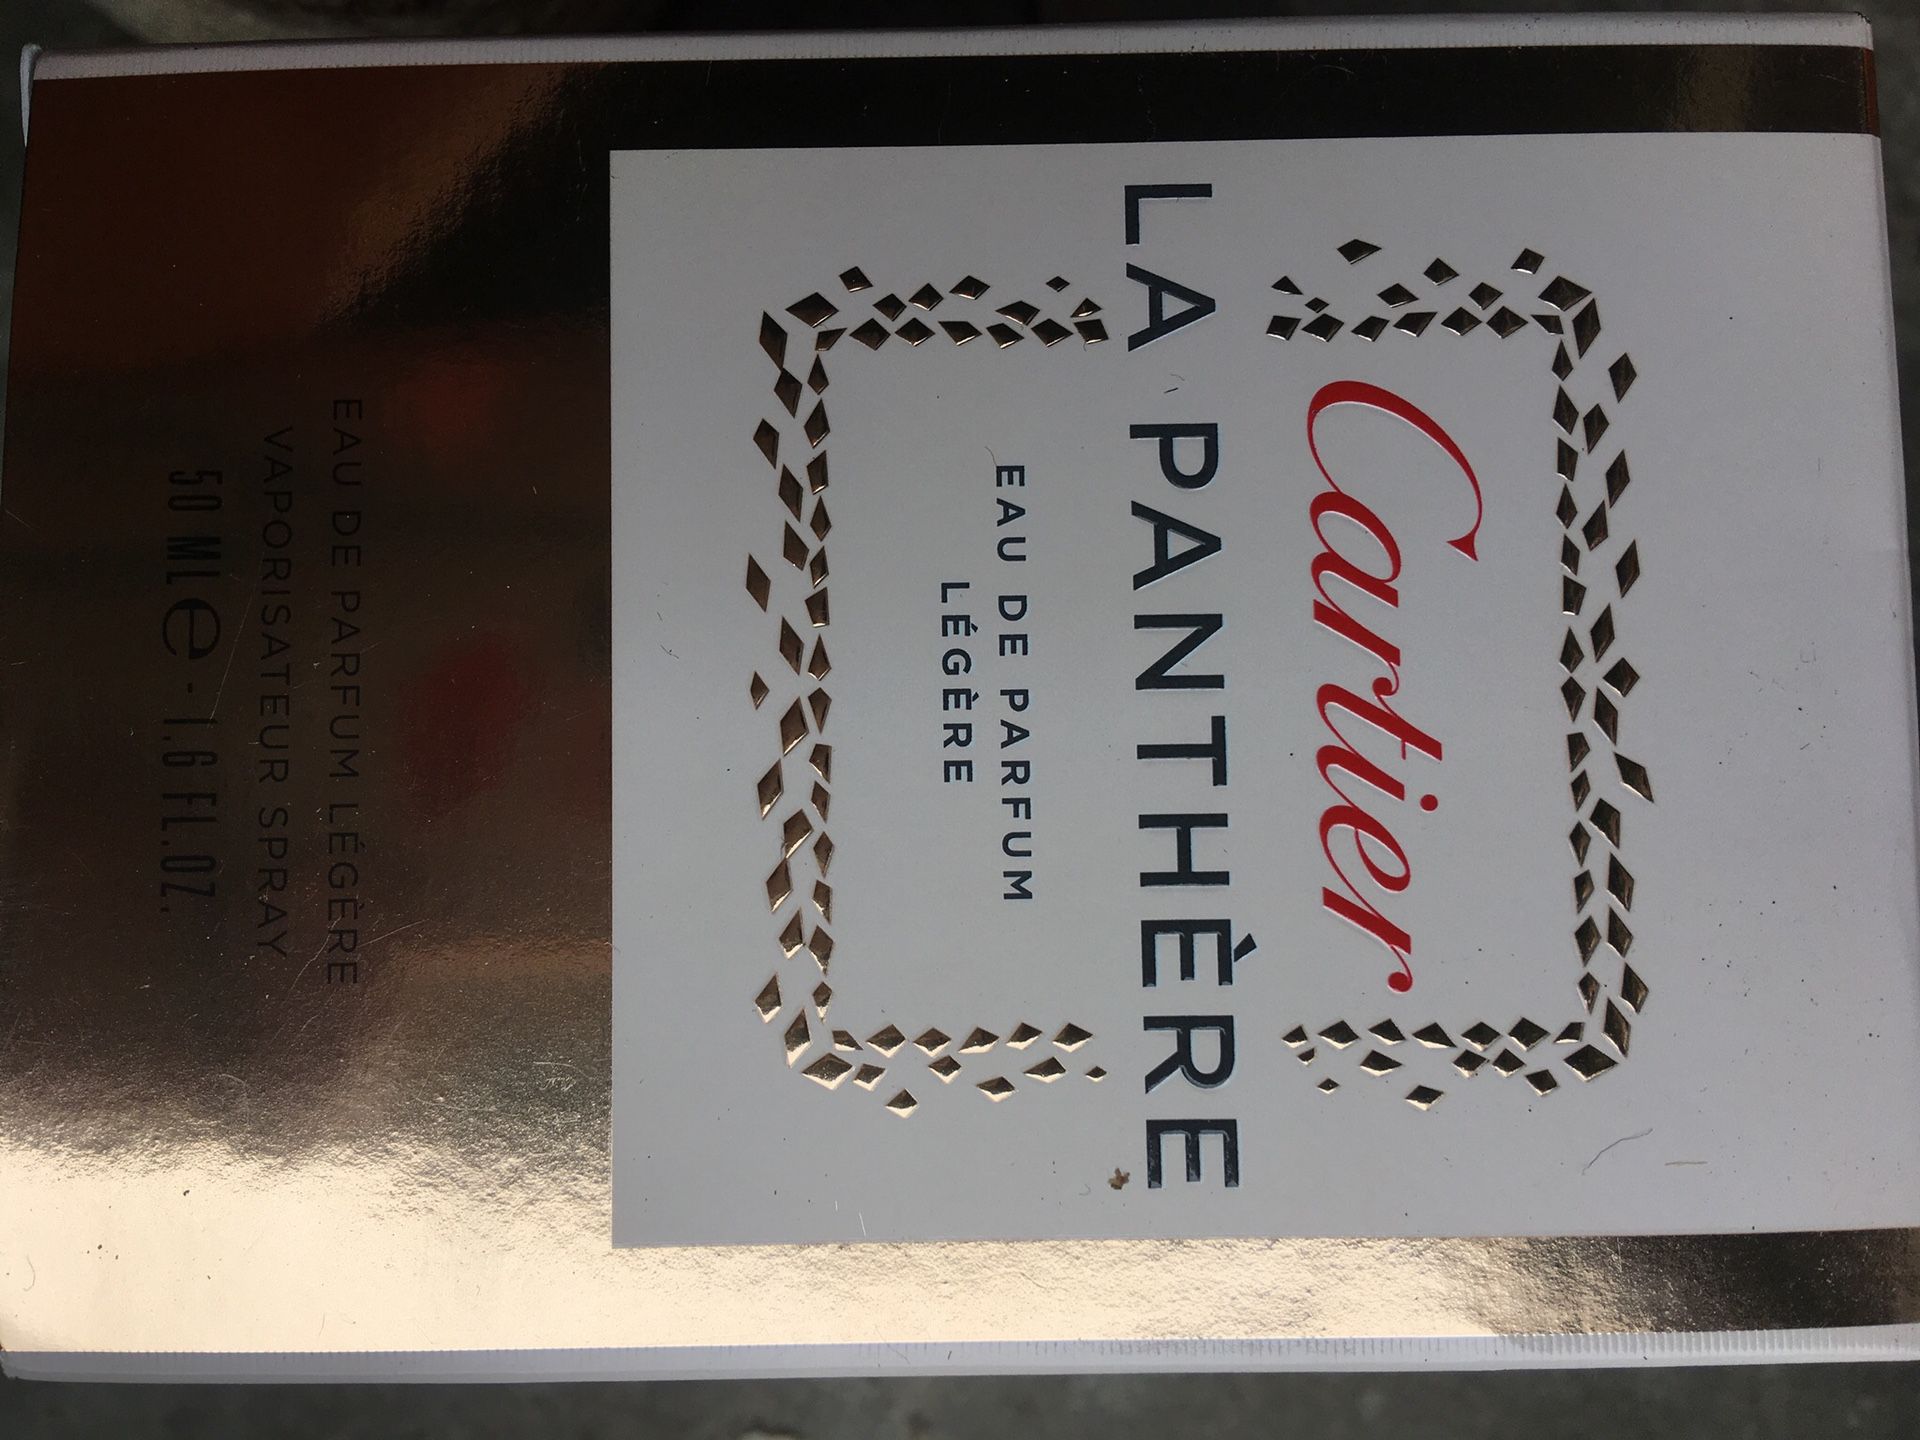 Cartier
LA PANTHÈRE
EAU DE PARFUM
LÉGÈRE
EAU DE PARFUM LÉGÈRE
VAPORISATEUR SPRAY
50 ML e - 1.6 FL.OZ.